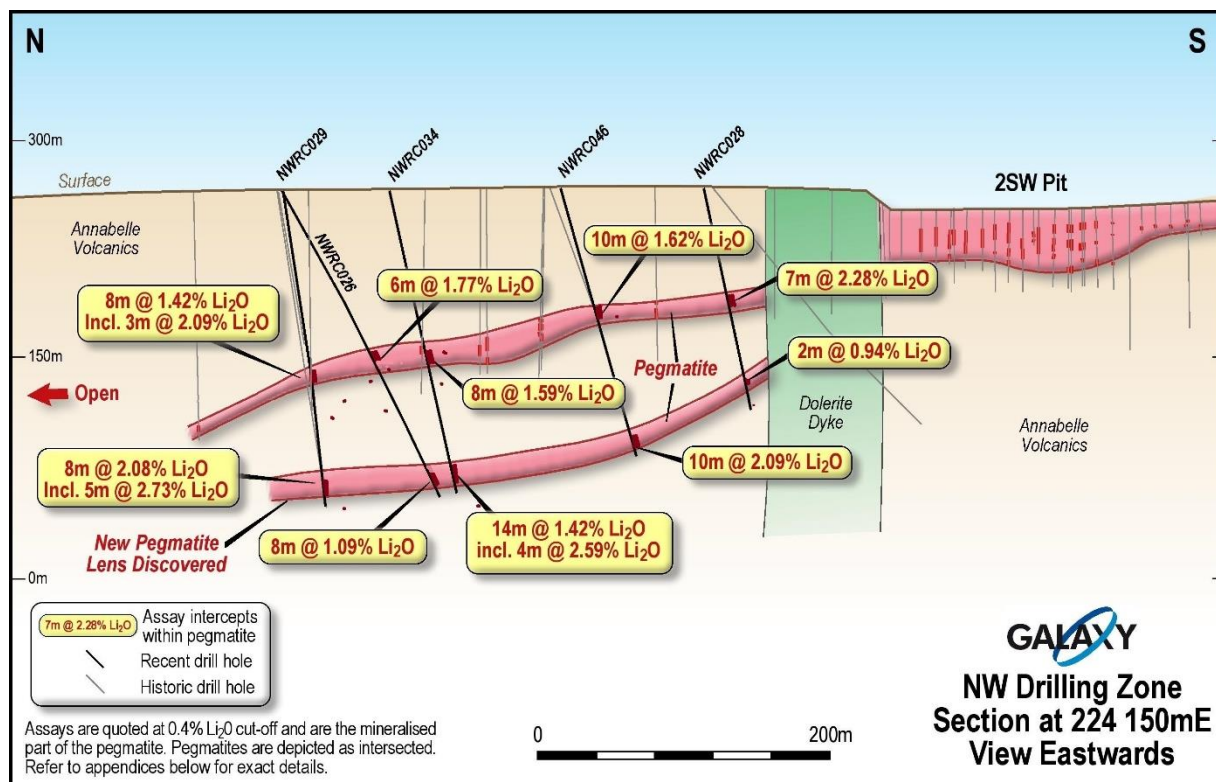 N
S
300m
Surface
NWRC029
NWRC034
NWRC046
NWRC028
2SW Pit
Annabelle
Volcanics
NWRC026
10m @ 1.62% Li₂O
6m @ 1.77% Li₂O
7m @ 2.28% Li₂O
8m @ 1.42% Li₂O
Incl. 3m @ 2.09% Li₂O
150m
2m @ 0.94% Li₂O
Pegmatite
Open
8m @ 1.59% Li₂O
Dolerite
Dyke
Annabelle
Volcanics
8m @ 2.08% Li₂O
Incl. 5m @ 2.73% Li₂O
10m @ 2.09% Li₂O
New Pegmatite
Lens Discovered
8m @ 1.09% Li₂O
14m @ 1.42% Li₂O
incl. 4m @ 2.59% Li₂O
0m
7m @ 2.28% Li₂O
Assay intercepts
within pegmatite
Recent drill hole
Historic drill hole
Assays are quoted at 0.4% Li₂0 cut-off and are the mineralised
part of the pegmatite. Pegmatites are depicted as intersected.
Refer to appendices below for exact details.
0
200m
GALAXY
NW Drilling Zone
Section at 224 150mE
View Eastwards